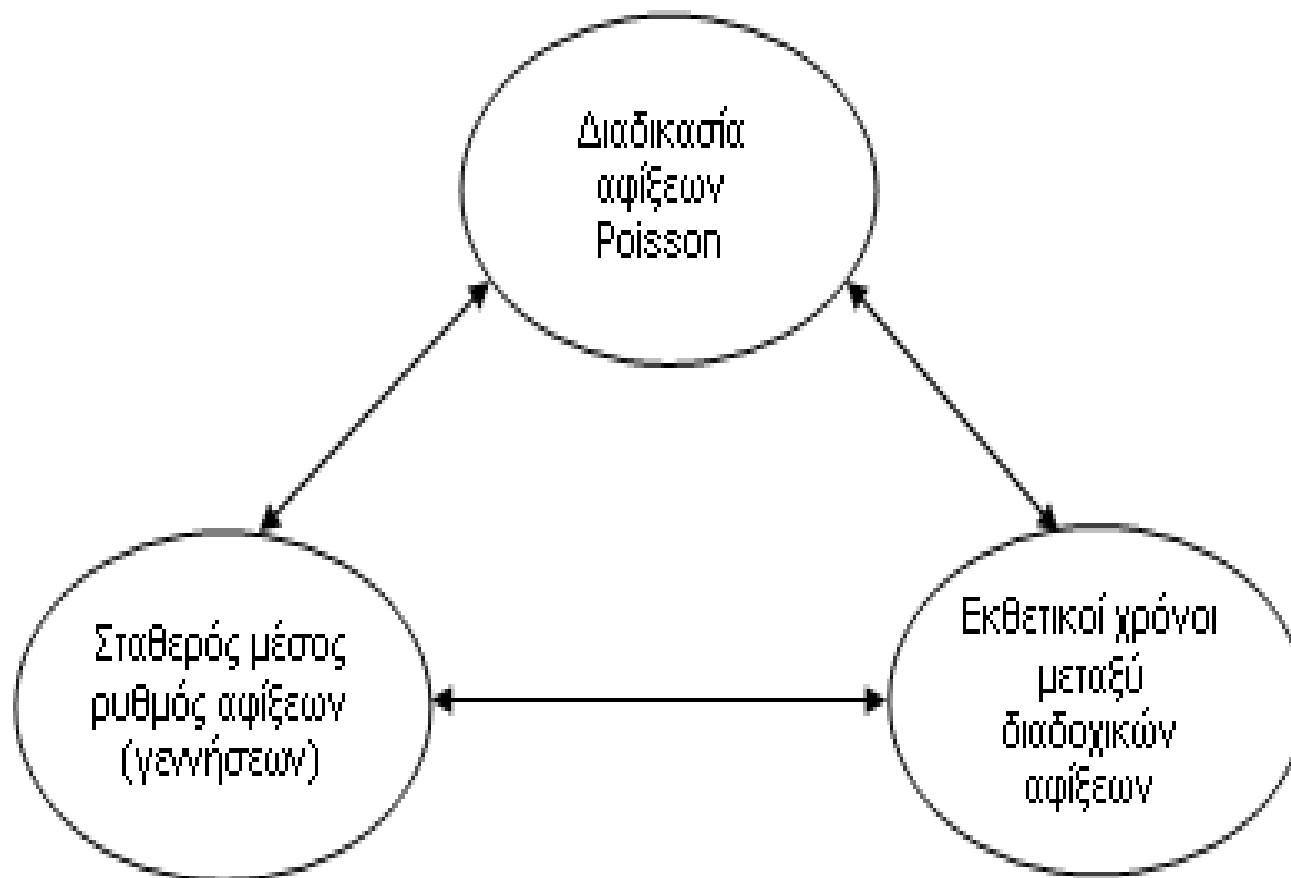 Διαδικασία
αφίξεων
Poisson
Σταθερός μέσος
ρυθμός αφίξεων
(γεννήσεων)
Εκθετικοί χρόνοι
μεταξύ
διαδοχικών
αφίξεων